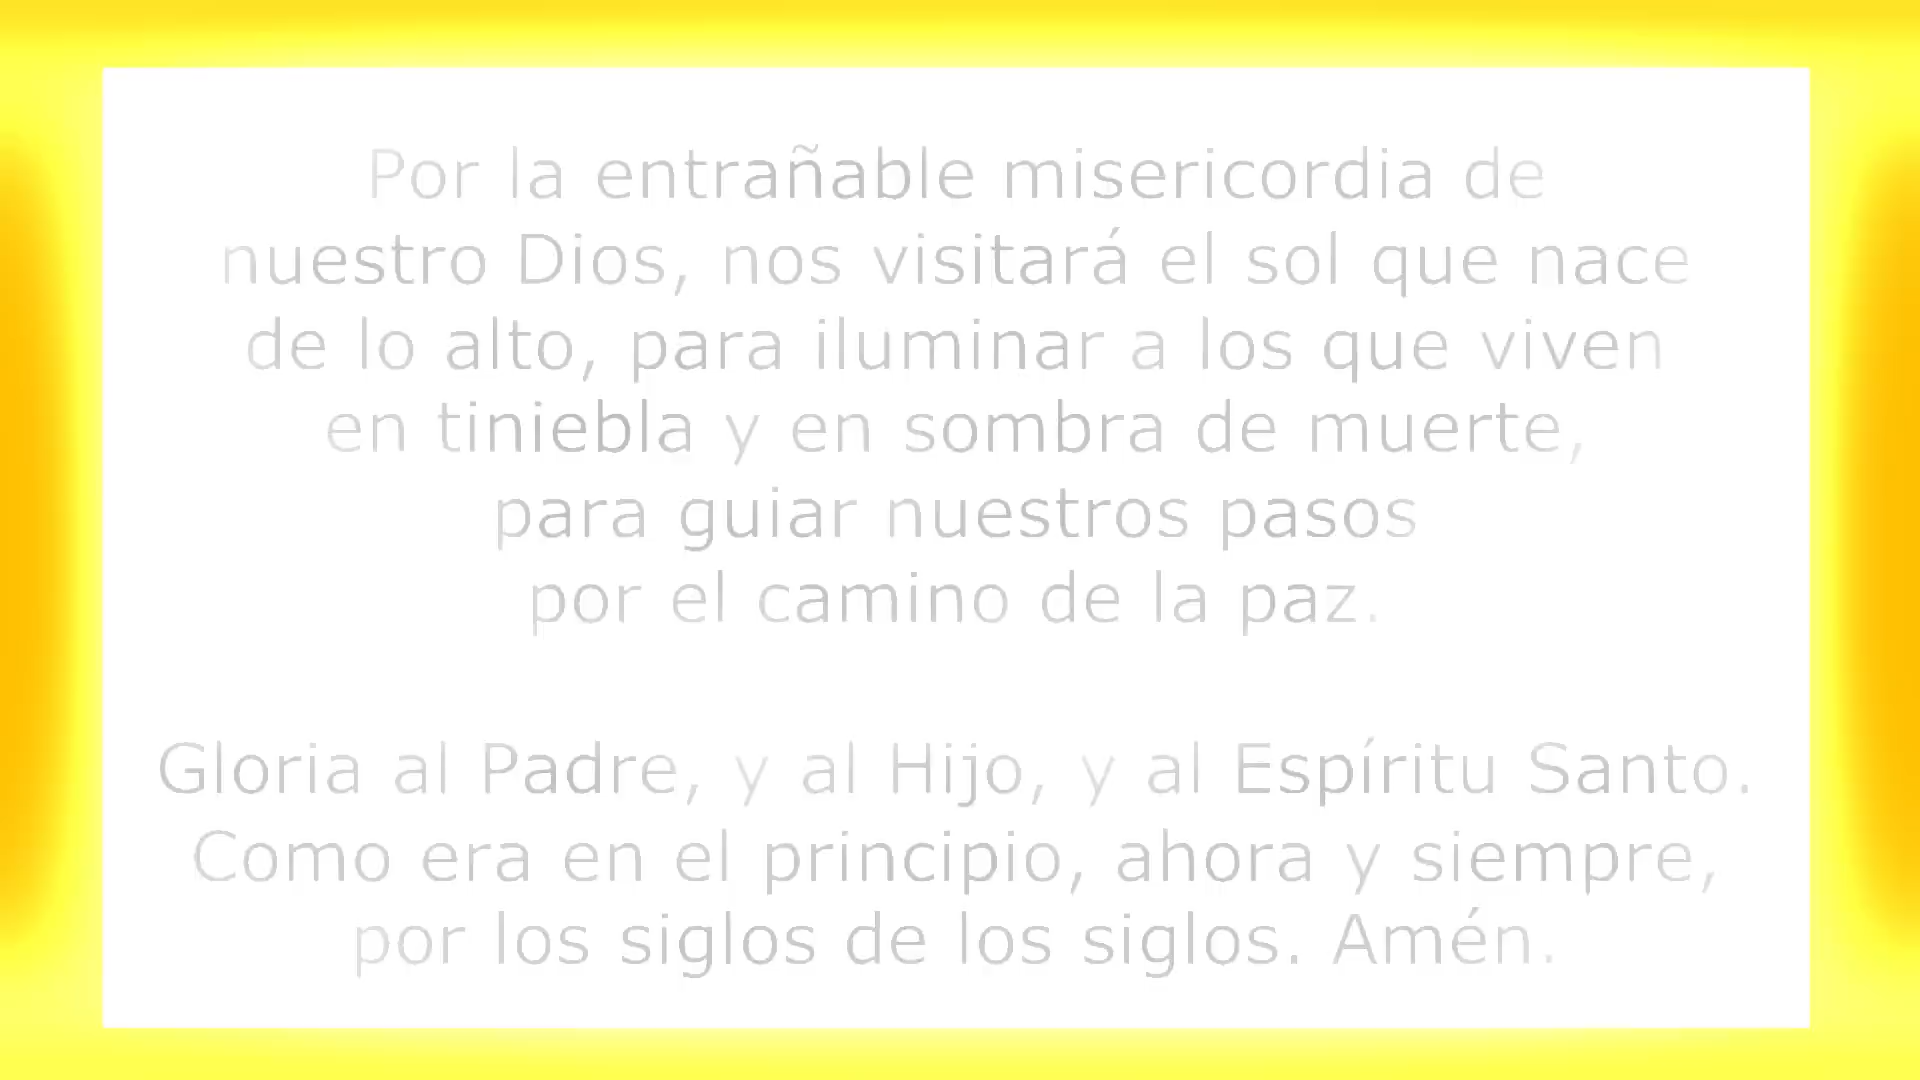 Por la entrañable misericordia de
nuestro Dios, nos visitará el sol que nace
de lo alto, para iluminar a los que viven
en tiniebla y en sombra de muerte,
para guiar nuestros pasos
por el camino de la paz.
Gloria al Padre, y al Hijo, y al Espíritu Santo.
Como era en el principio, ahora y siempre,
por los siglos de los siglos. Amén.